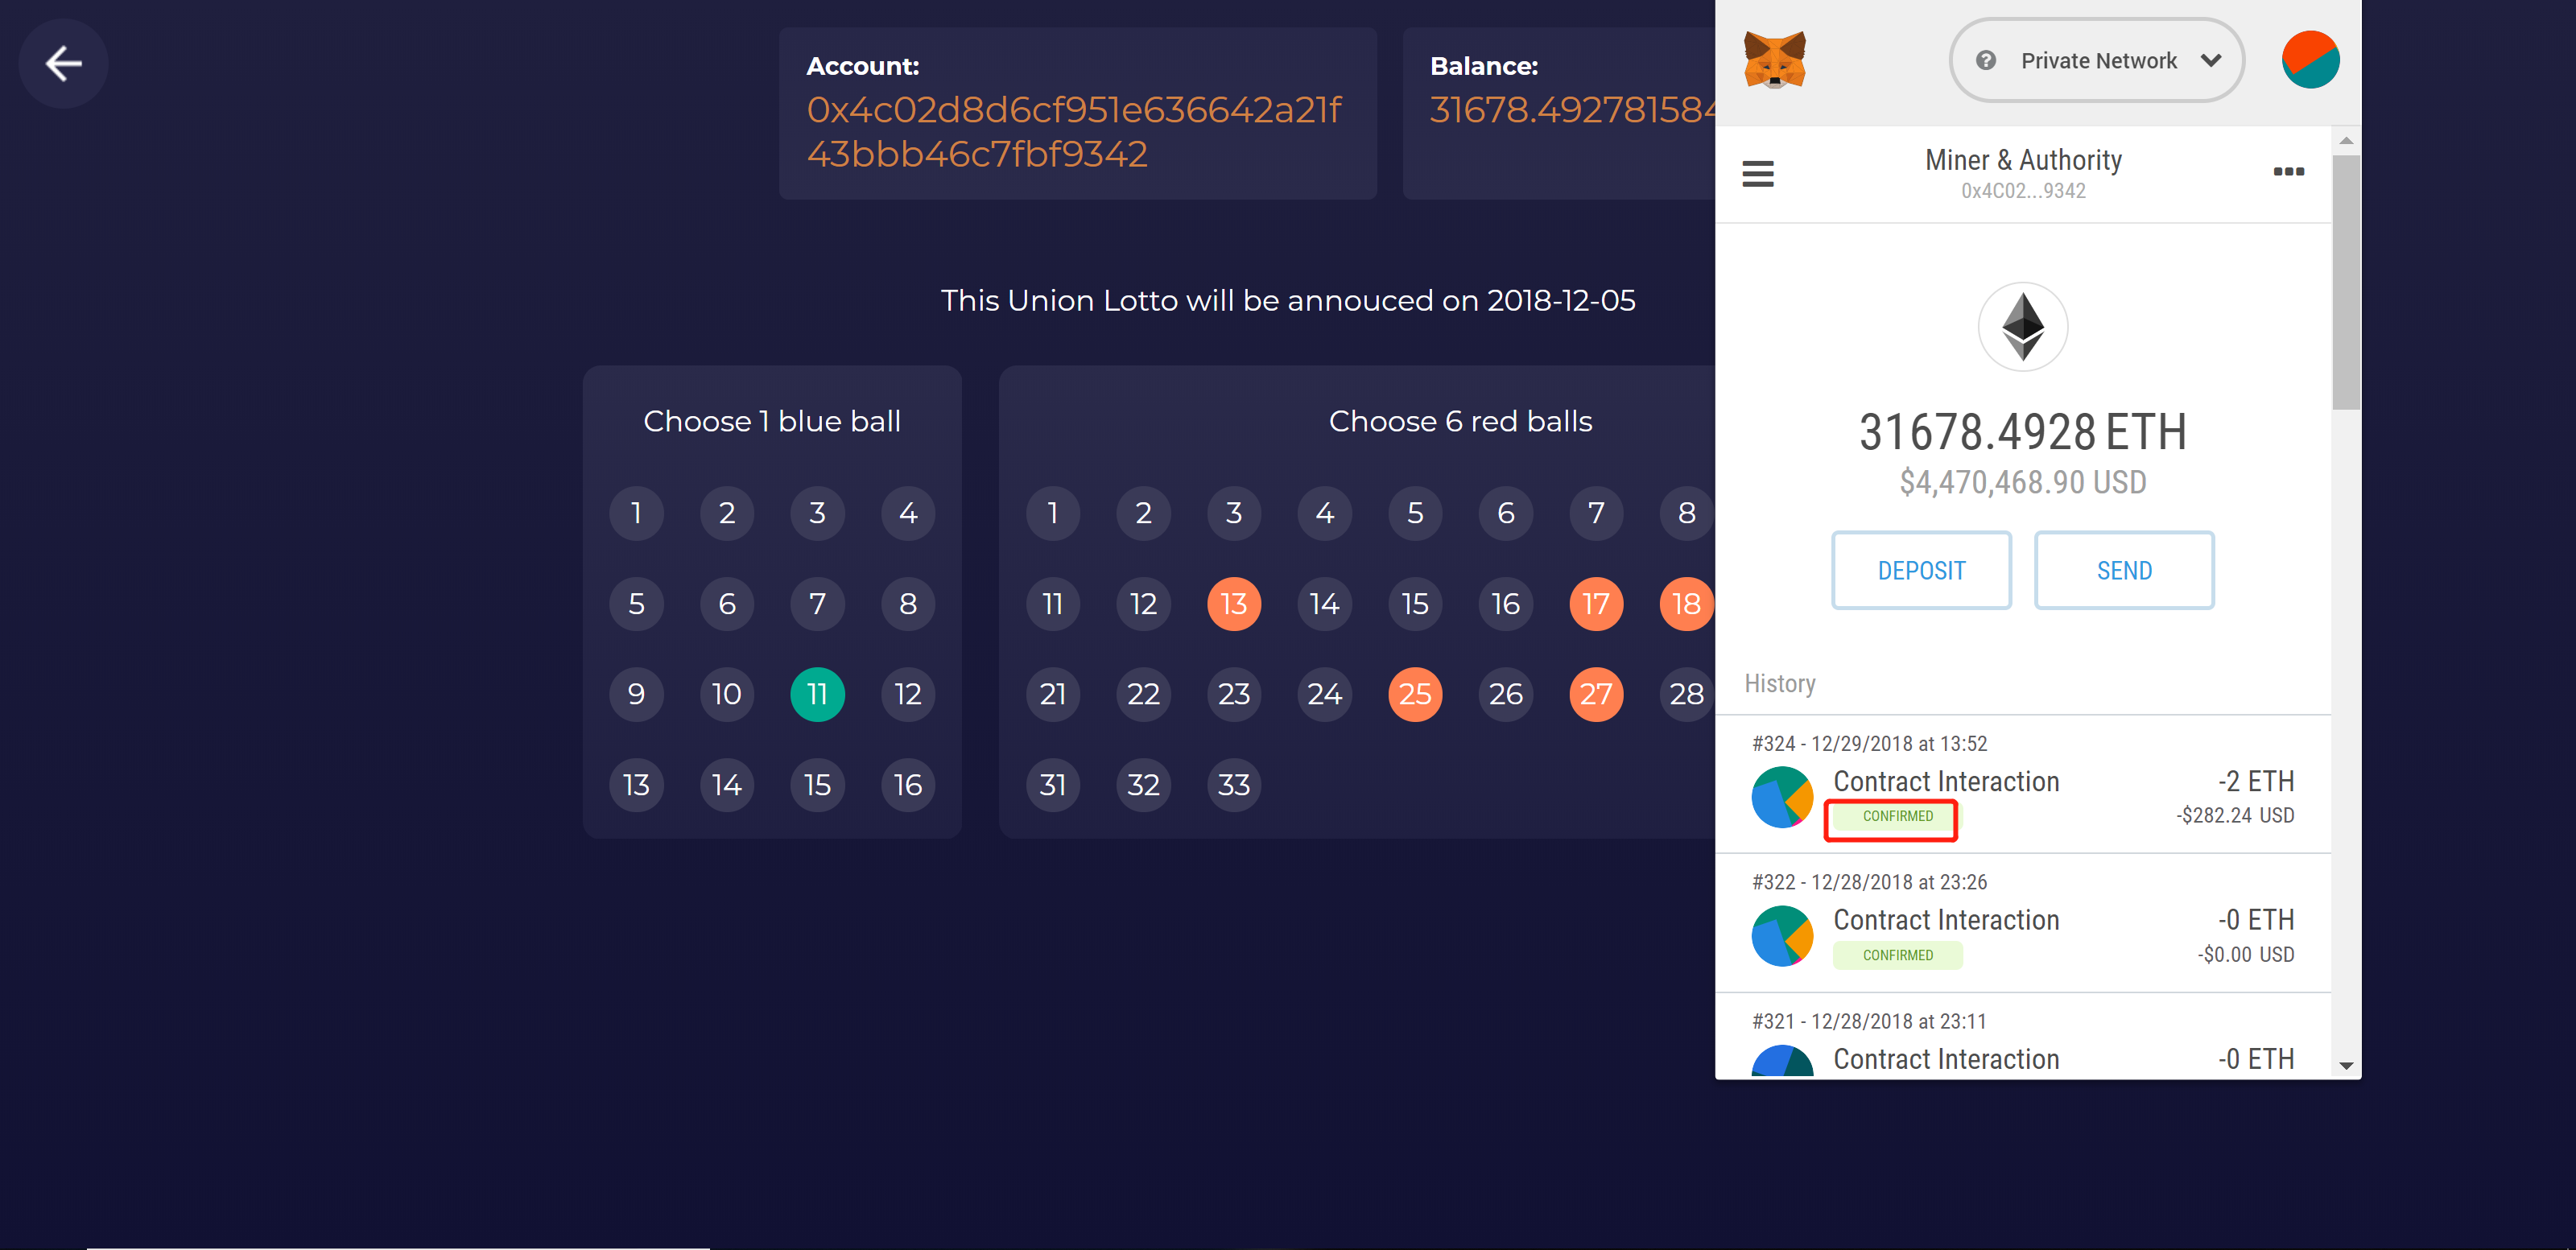 Account:
0x4c02d8d6cf951e636642a21f
43bbb46c7fbf9342
Balance:
31678.492781584
This Union Lotto will be annouced on 2018-12-05
Choose 1 blue ball
1 2 3 4
5 6 7 8
9 10 11 12
13 14 15 16
Choose 6 red balls
1 2 3 4 5 6 7 8
11 12 13 14 15 16 17 18
21 22 23 24 25 26 27 28
31 32 33
? Private Network
Miner & Authority
0x4C02...9342
31678.4928 ETH
$4,470,468.90 USD
DEPOSIT SEND
History
#324 - 12/29/2018 at 13:52
Contract Interaction -2 ETH
CONFIRMED -$282.24 USD
#322 - 12/28/2018 at 23:26
Contract Interaction -0 ETH
CONFIRMED -$0.00 USD
#321 - 12/28/2018 at 23:11
Contract Interaction -0 ETH